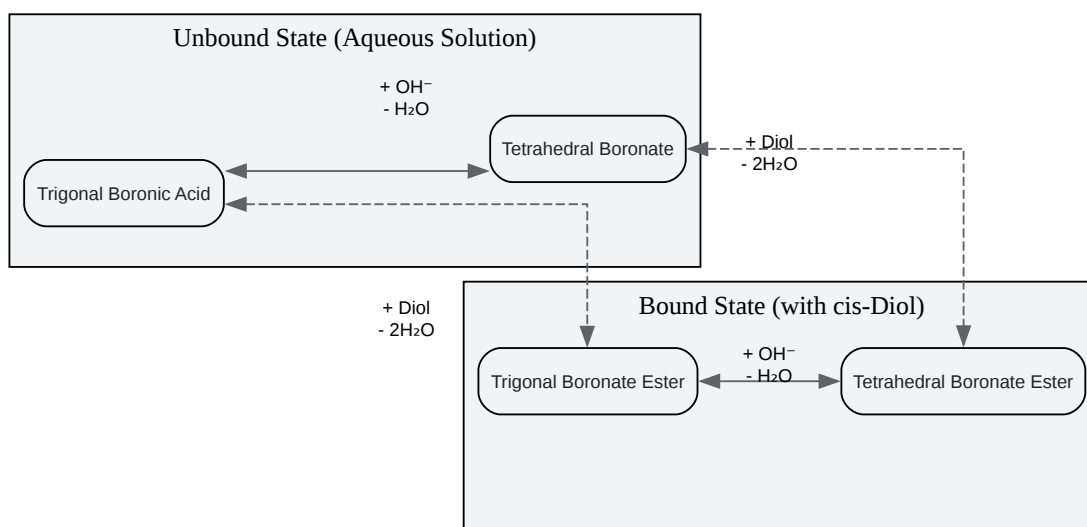 Unbound State (Aqueous Solution)
+ OH⁻
- H₂O
Tetrahedral Boronate
+ Diol
- 2H₂O
Trigonal Boronic Acid
+ Diol
- 2H₂O
Bound State (with cis-Diol)
+ OH⁻
- H₂O
Trigonal Boronate Ester
Tetrahedral Boronate Ester